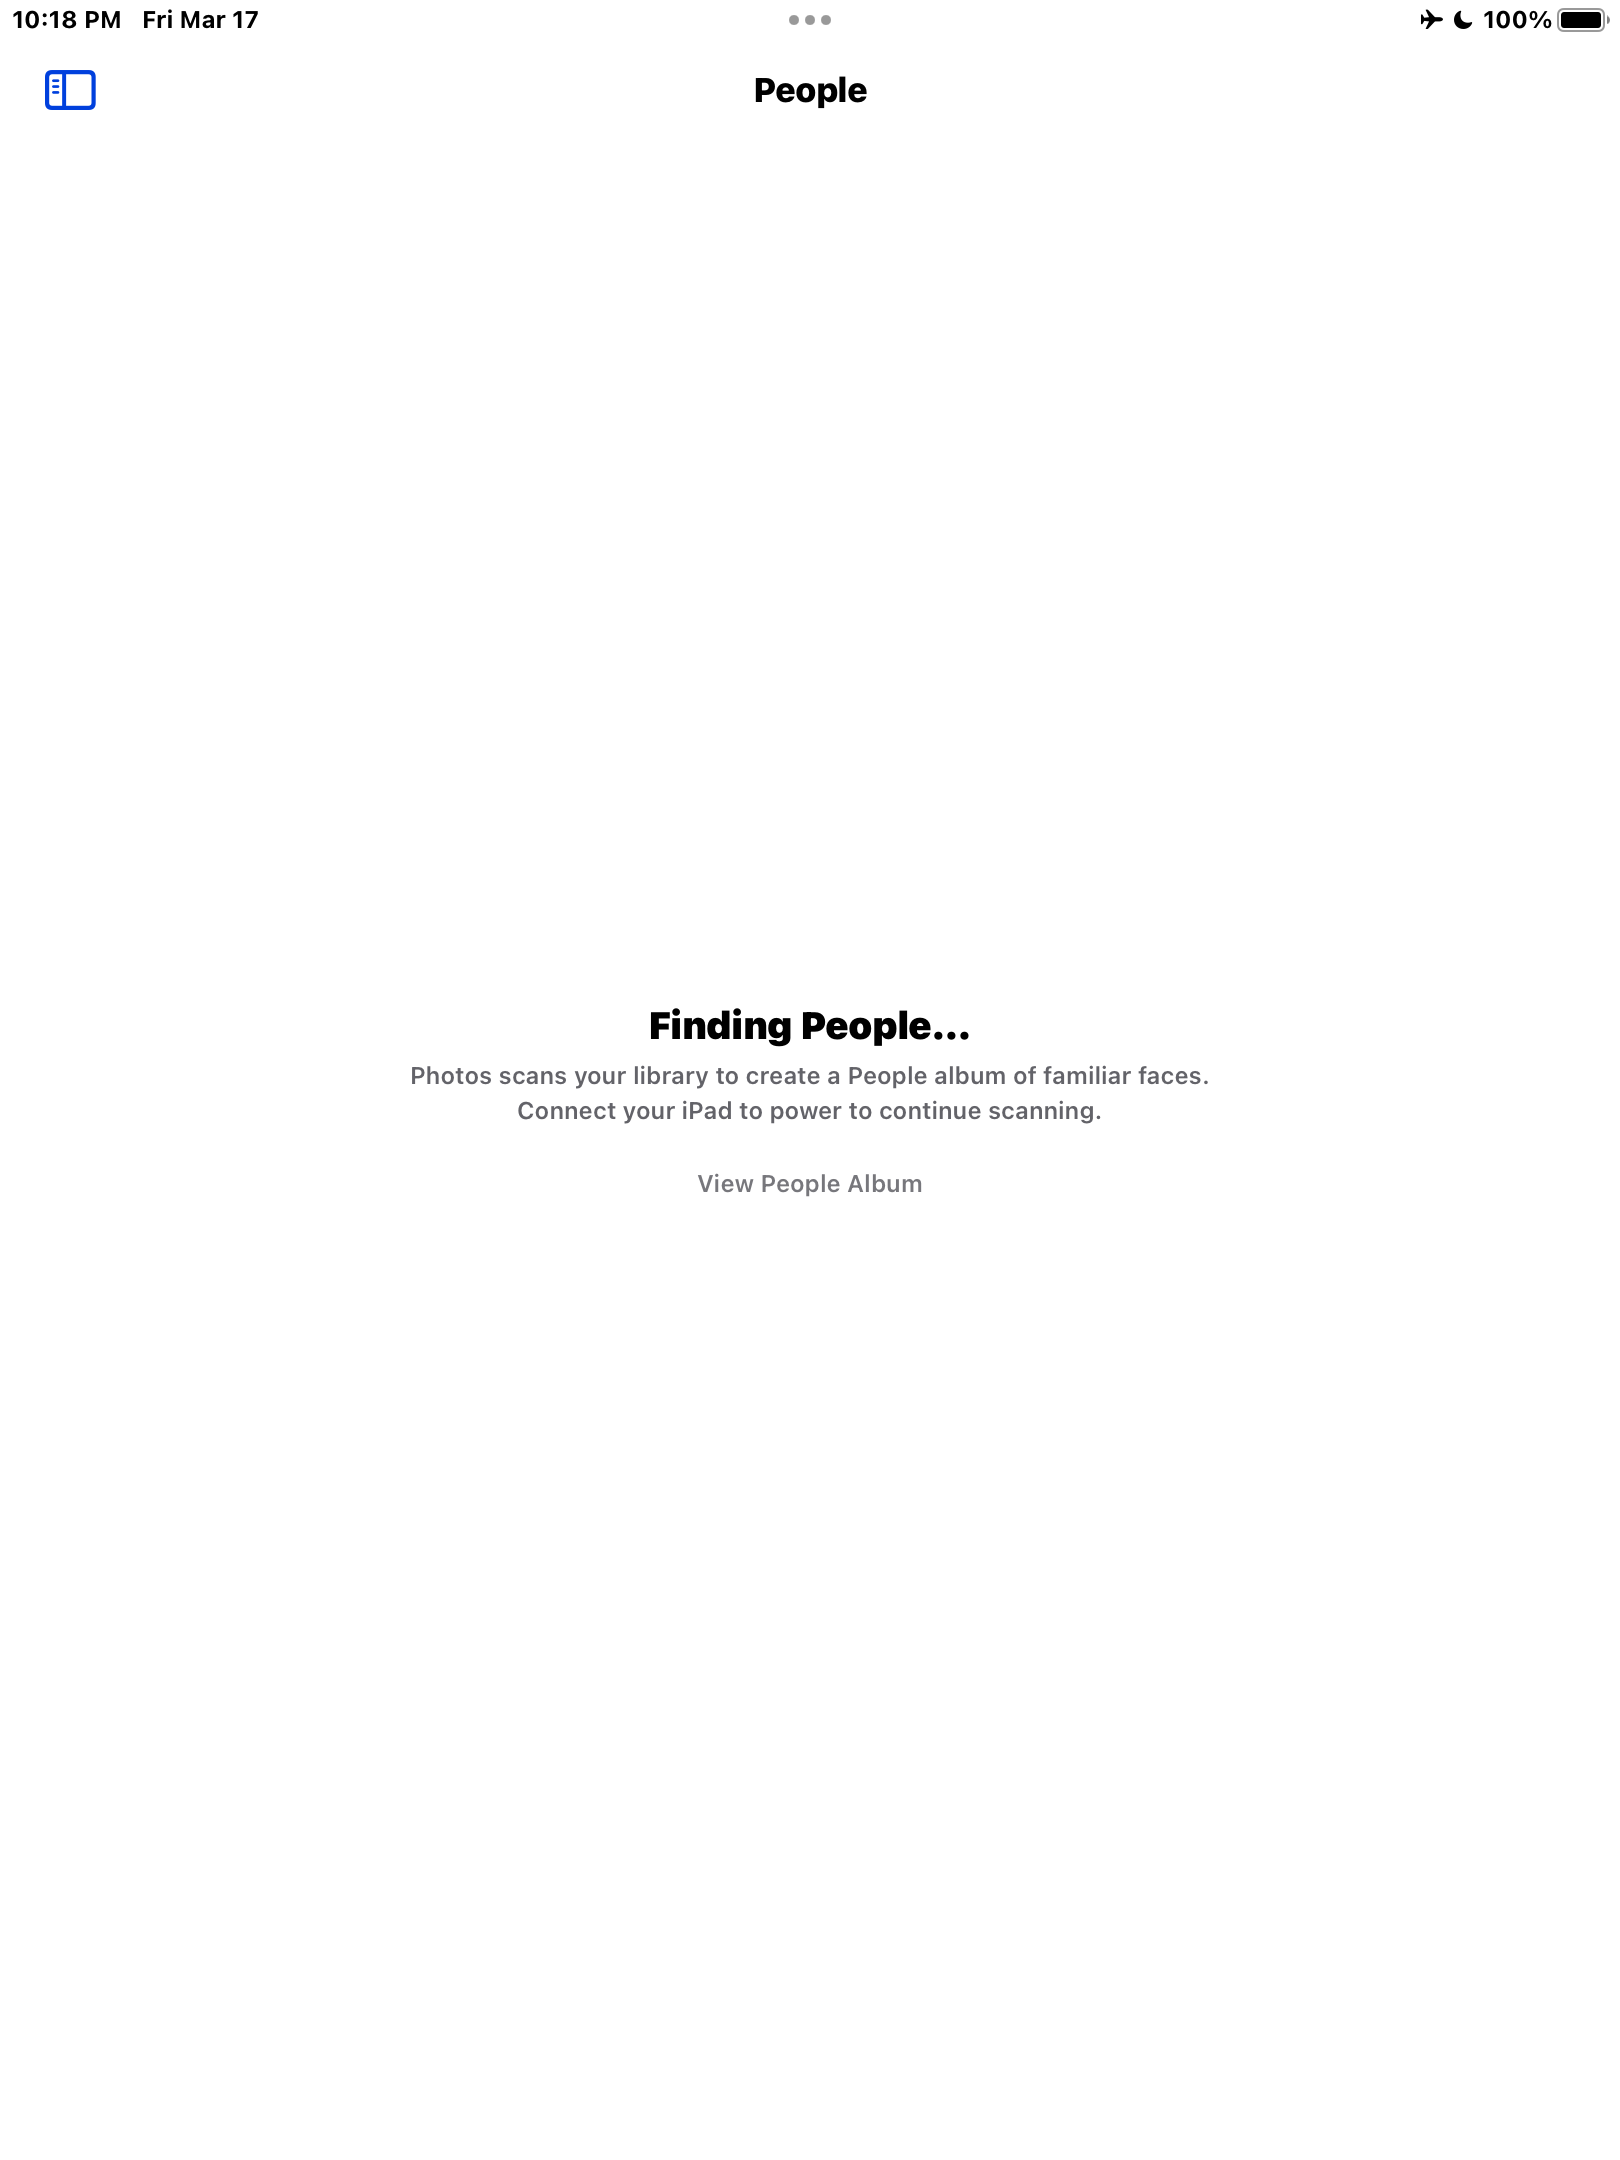 10:18 PM Fri Mar 17
100%
People
Finding People...
Photos scans your library to create a People album of familiar faces.
Connect your iPad to power to continue scanning.
View People Album